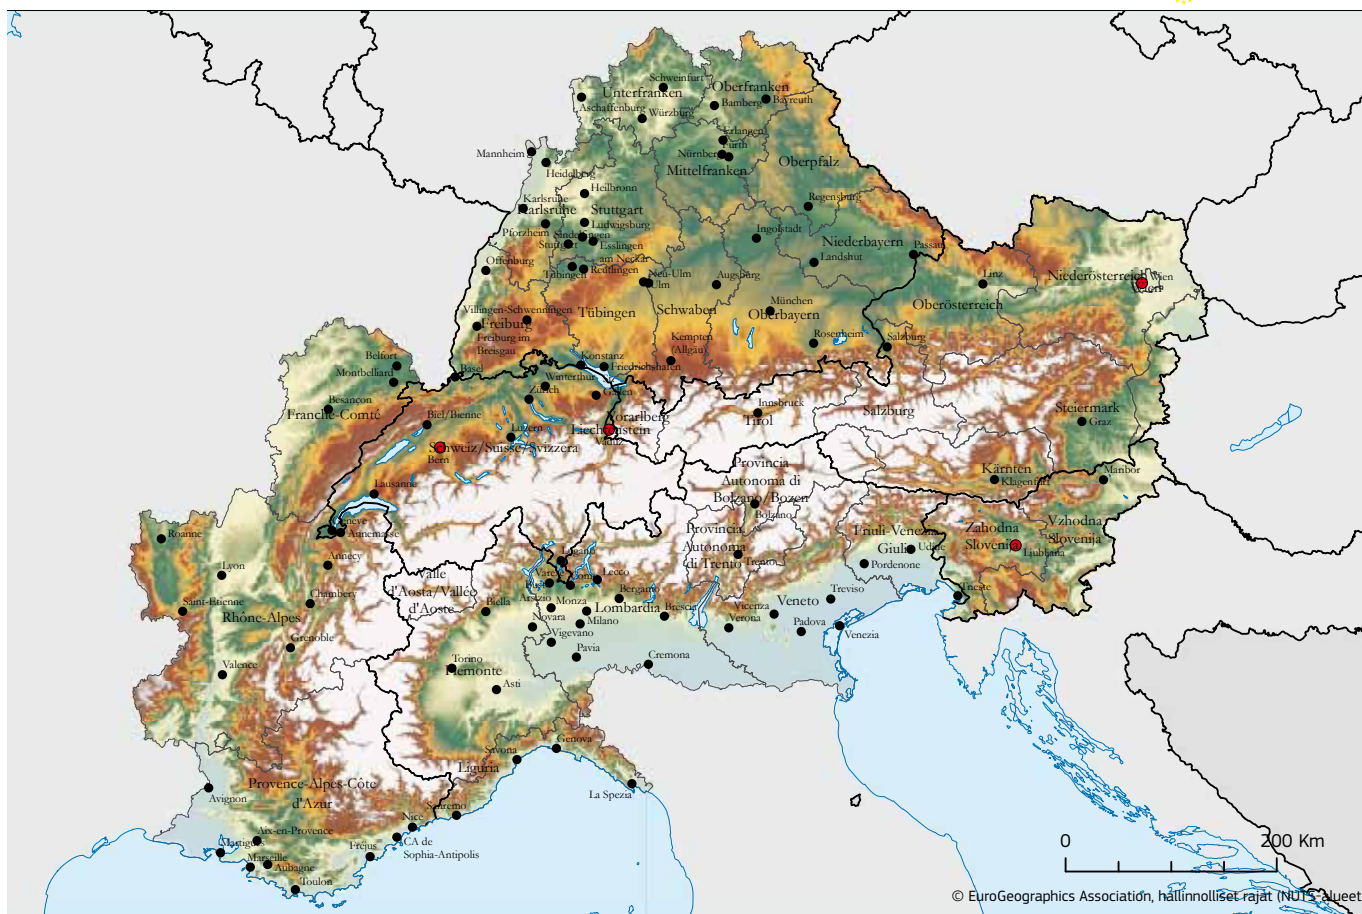 Schweinfurt
Unterfranken
Oberfranken
Aschaffenburg
Bamberg
Bayreuth
Würzburg
Erlangen
Fürth
Mannheim
Nürnberg
Oberpfalz
Mittelfranken
Heidelberg
Heilbronn
Karlsruhe
Karlsruhe
Stuttgart
Regensburg
Ludwigsburg
Pforzheim
Sindelfingen
Ingolstadt
Stuttgart
Esslingen
am Neckar
Niederbayern
Passau
Landshut
Offenburg
Tübingen
Reutlingen
Neu-Ulm
Ulm
Augsburg
Linz
Niederösterreich
Wien
Wien
Oberösterreich
München
Villingen-Schwenningen
Tübingen
Schwaben
Oberbayern
Freiburg
Freiburg im
Breisgau
Kempten
(Allgäu)
Rosenheim
Salzburg
Belfort
Konstanz
Friedrichshafen
Montbelliard
Basel
Winterthur
Zürich
Besançon
Franche-Comté
Biel/Bienne
Vorarlberg
Innsbruck
Tirol
Salzburg
Steiermark
Graz
Luzern
Liechtenstein
Vaduz
Schweiz/Suisse/Svizzera
Bern
Provincia
Autonoma di
Bolzano/Bozen
Kärnten
Klagenfurt
Maribor
Lausanne
Bolzano
Genève
Annemasse
Roanne
Provincia
Autonoma
di Trento
Trento
Friuli-Venezia
Giulia
Udine
Pordenone
Zahodna
Slovenija
Ljubljana
Vzhodna
Slovenija
Annecy
Lyon
Lugano
Lecco
Varese
Como
Valle
d'Aosta/Vallée
d'Aoste
Busto
Arsizio
Bergamo
Trieste
Chambery
Biella
Monza
Lombardia
Brescia
Veneto
Treviso
Saint-Etienne
Rhône-Alpes
Novara
Milano
Vicenza
Verona
Padova
Venezia
Grenoble
Vigevano
Pavia
Cremona
Valence
Torino
Piemonte
Asti
Genova
Savona
Liguria
La Spezia
Provence-Alpes-Côte
d'Azur
Avignon
Sanremo
Nice
CA de
Sophia-Antipolis
Aix-en-Provence
Martigues
Fréjus
Marseille
Aubagne
Toulon
0
200 Km
© EuroGeographics Association, hallinnolliset rajat (NUTS-alueet